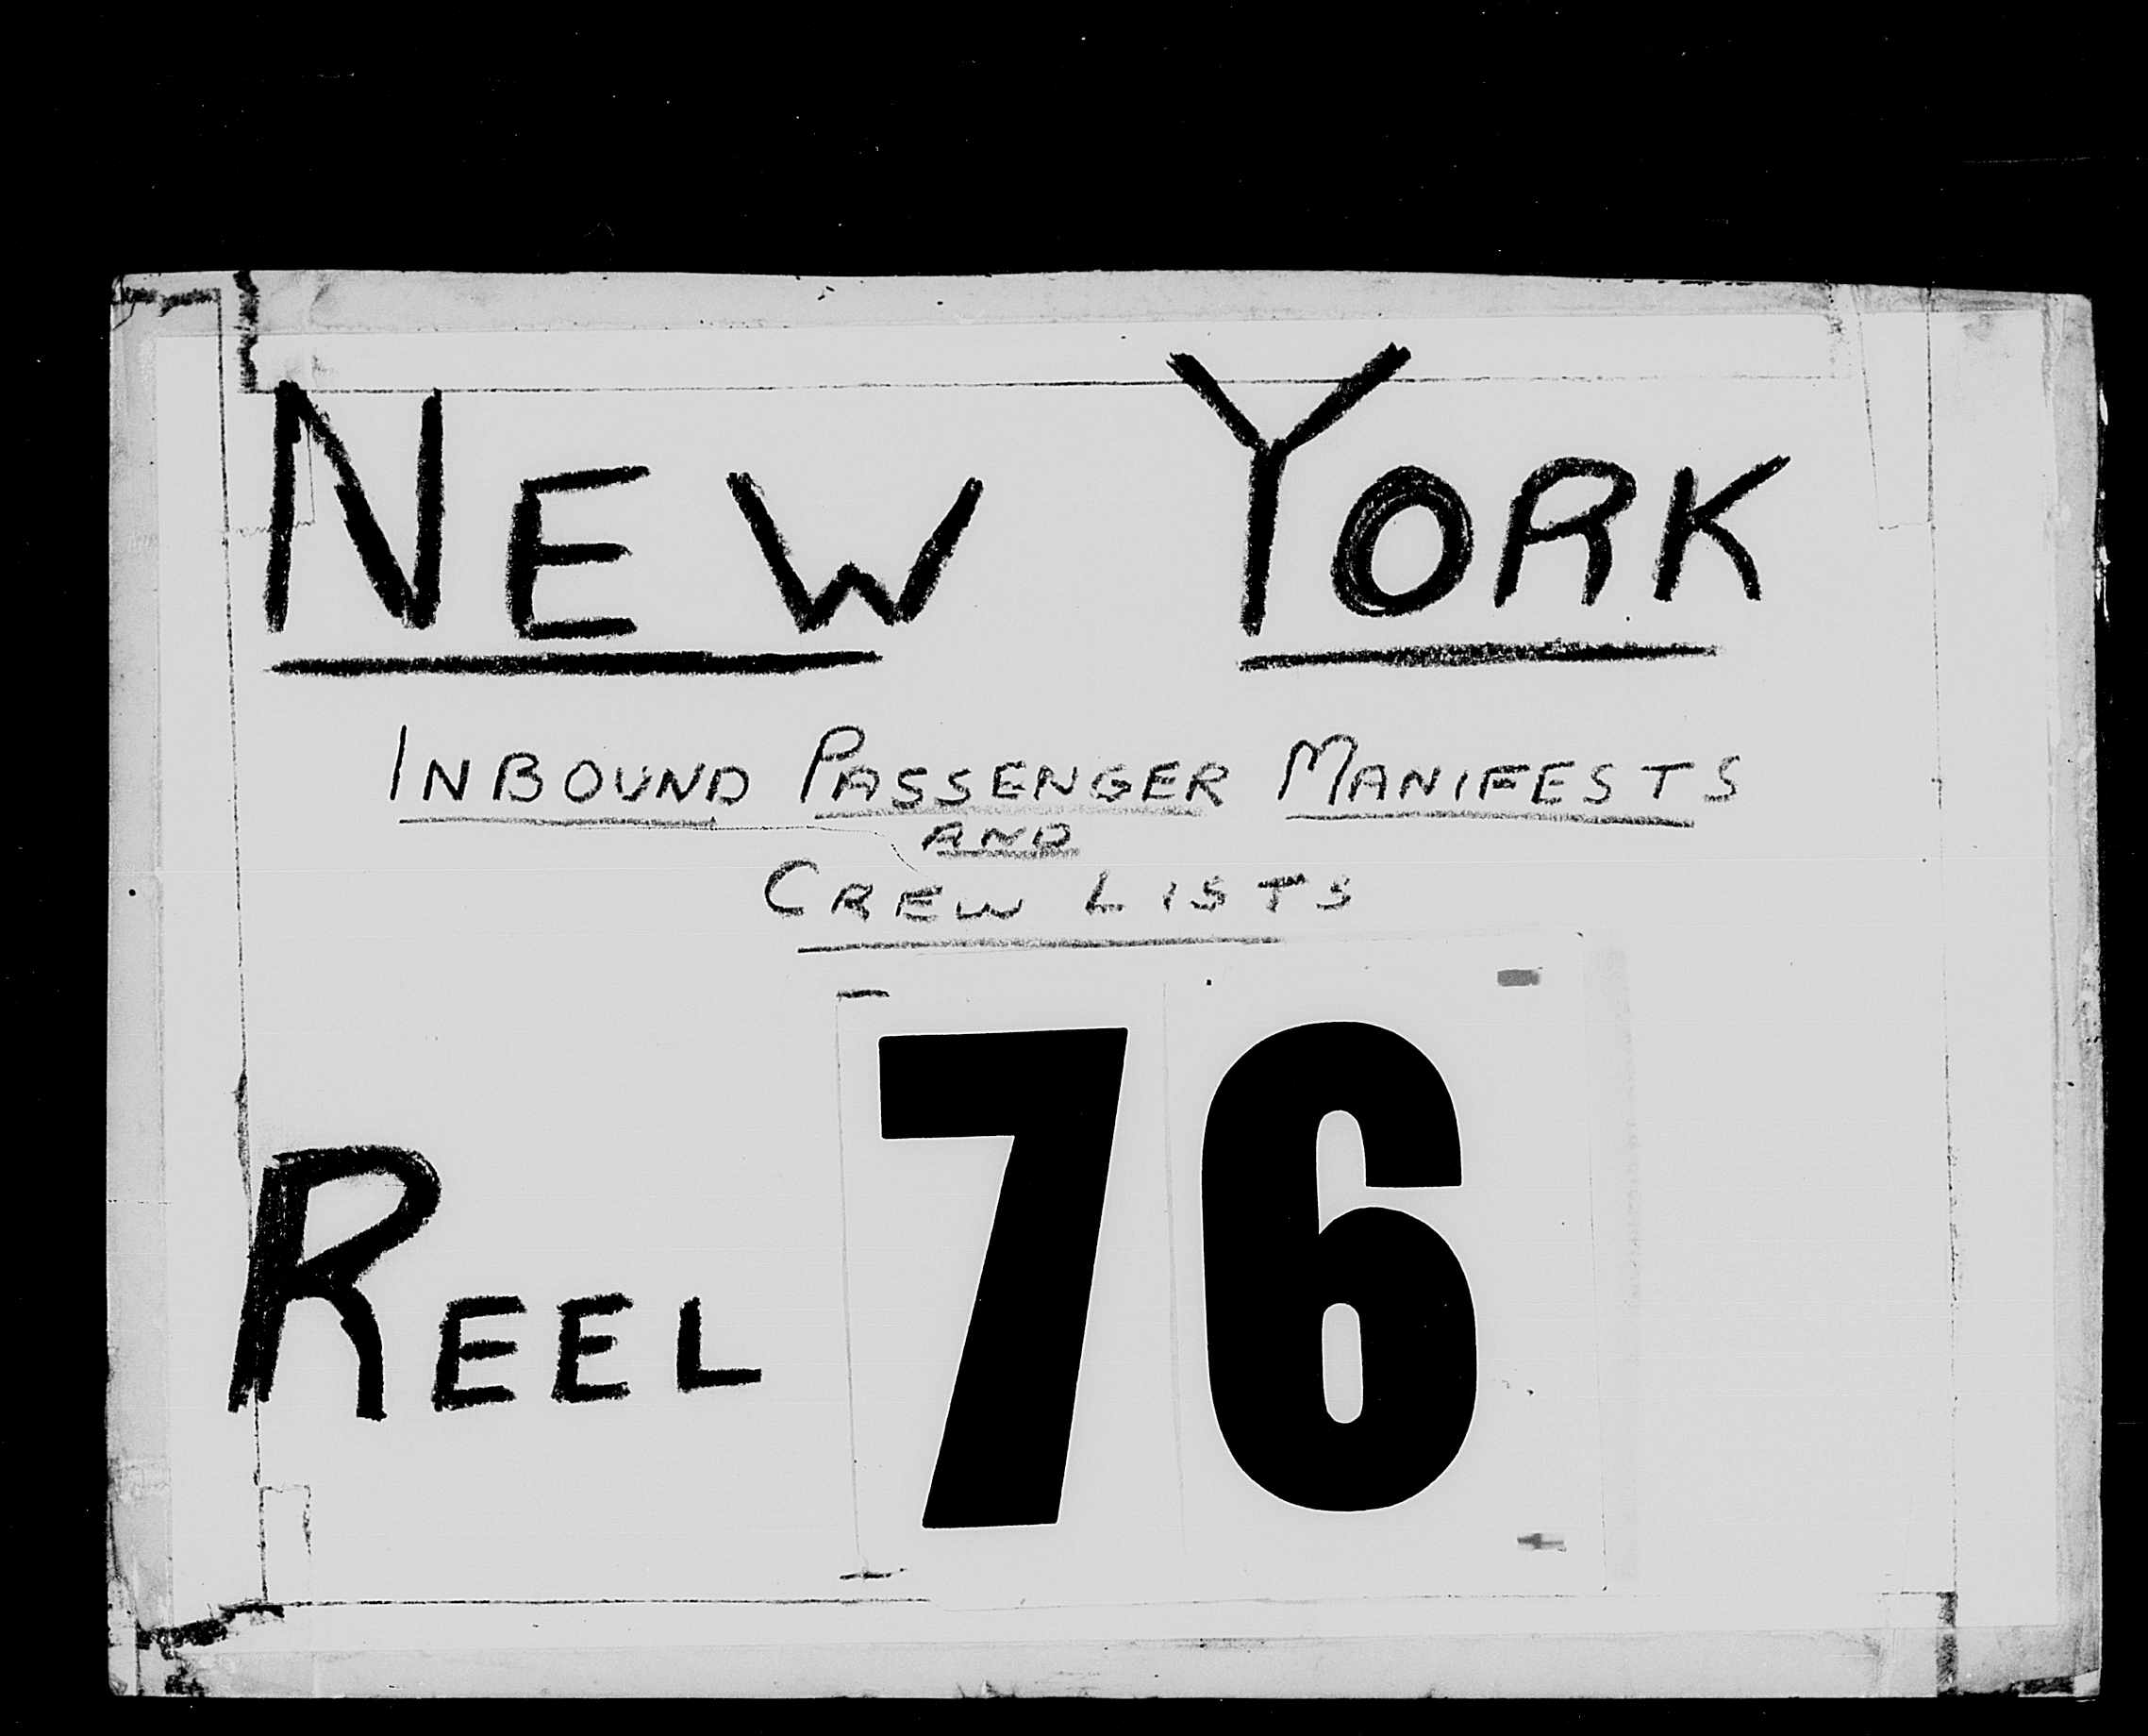 NEW YORK
INBOUND PASSENGER MANIFESTS
AND
CREW LISTS
REEL 76